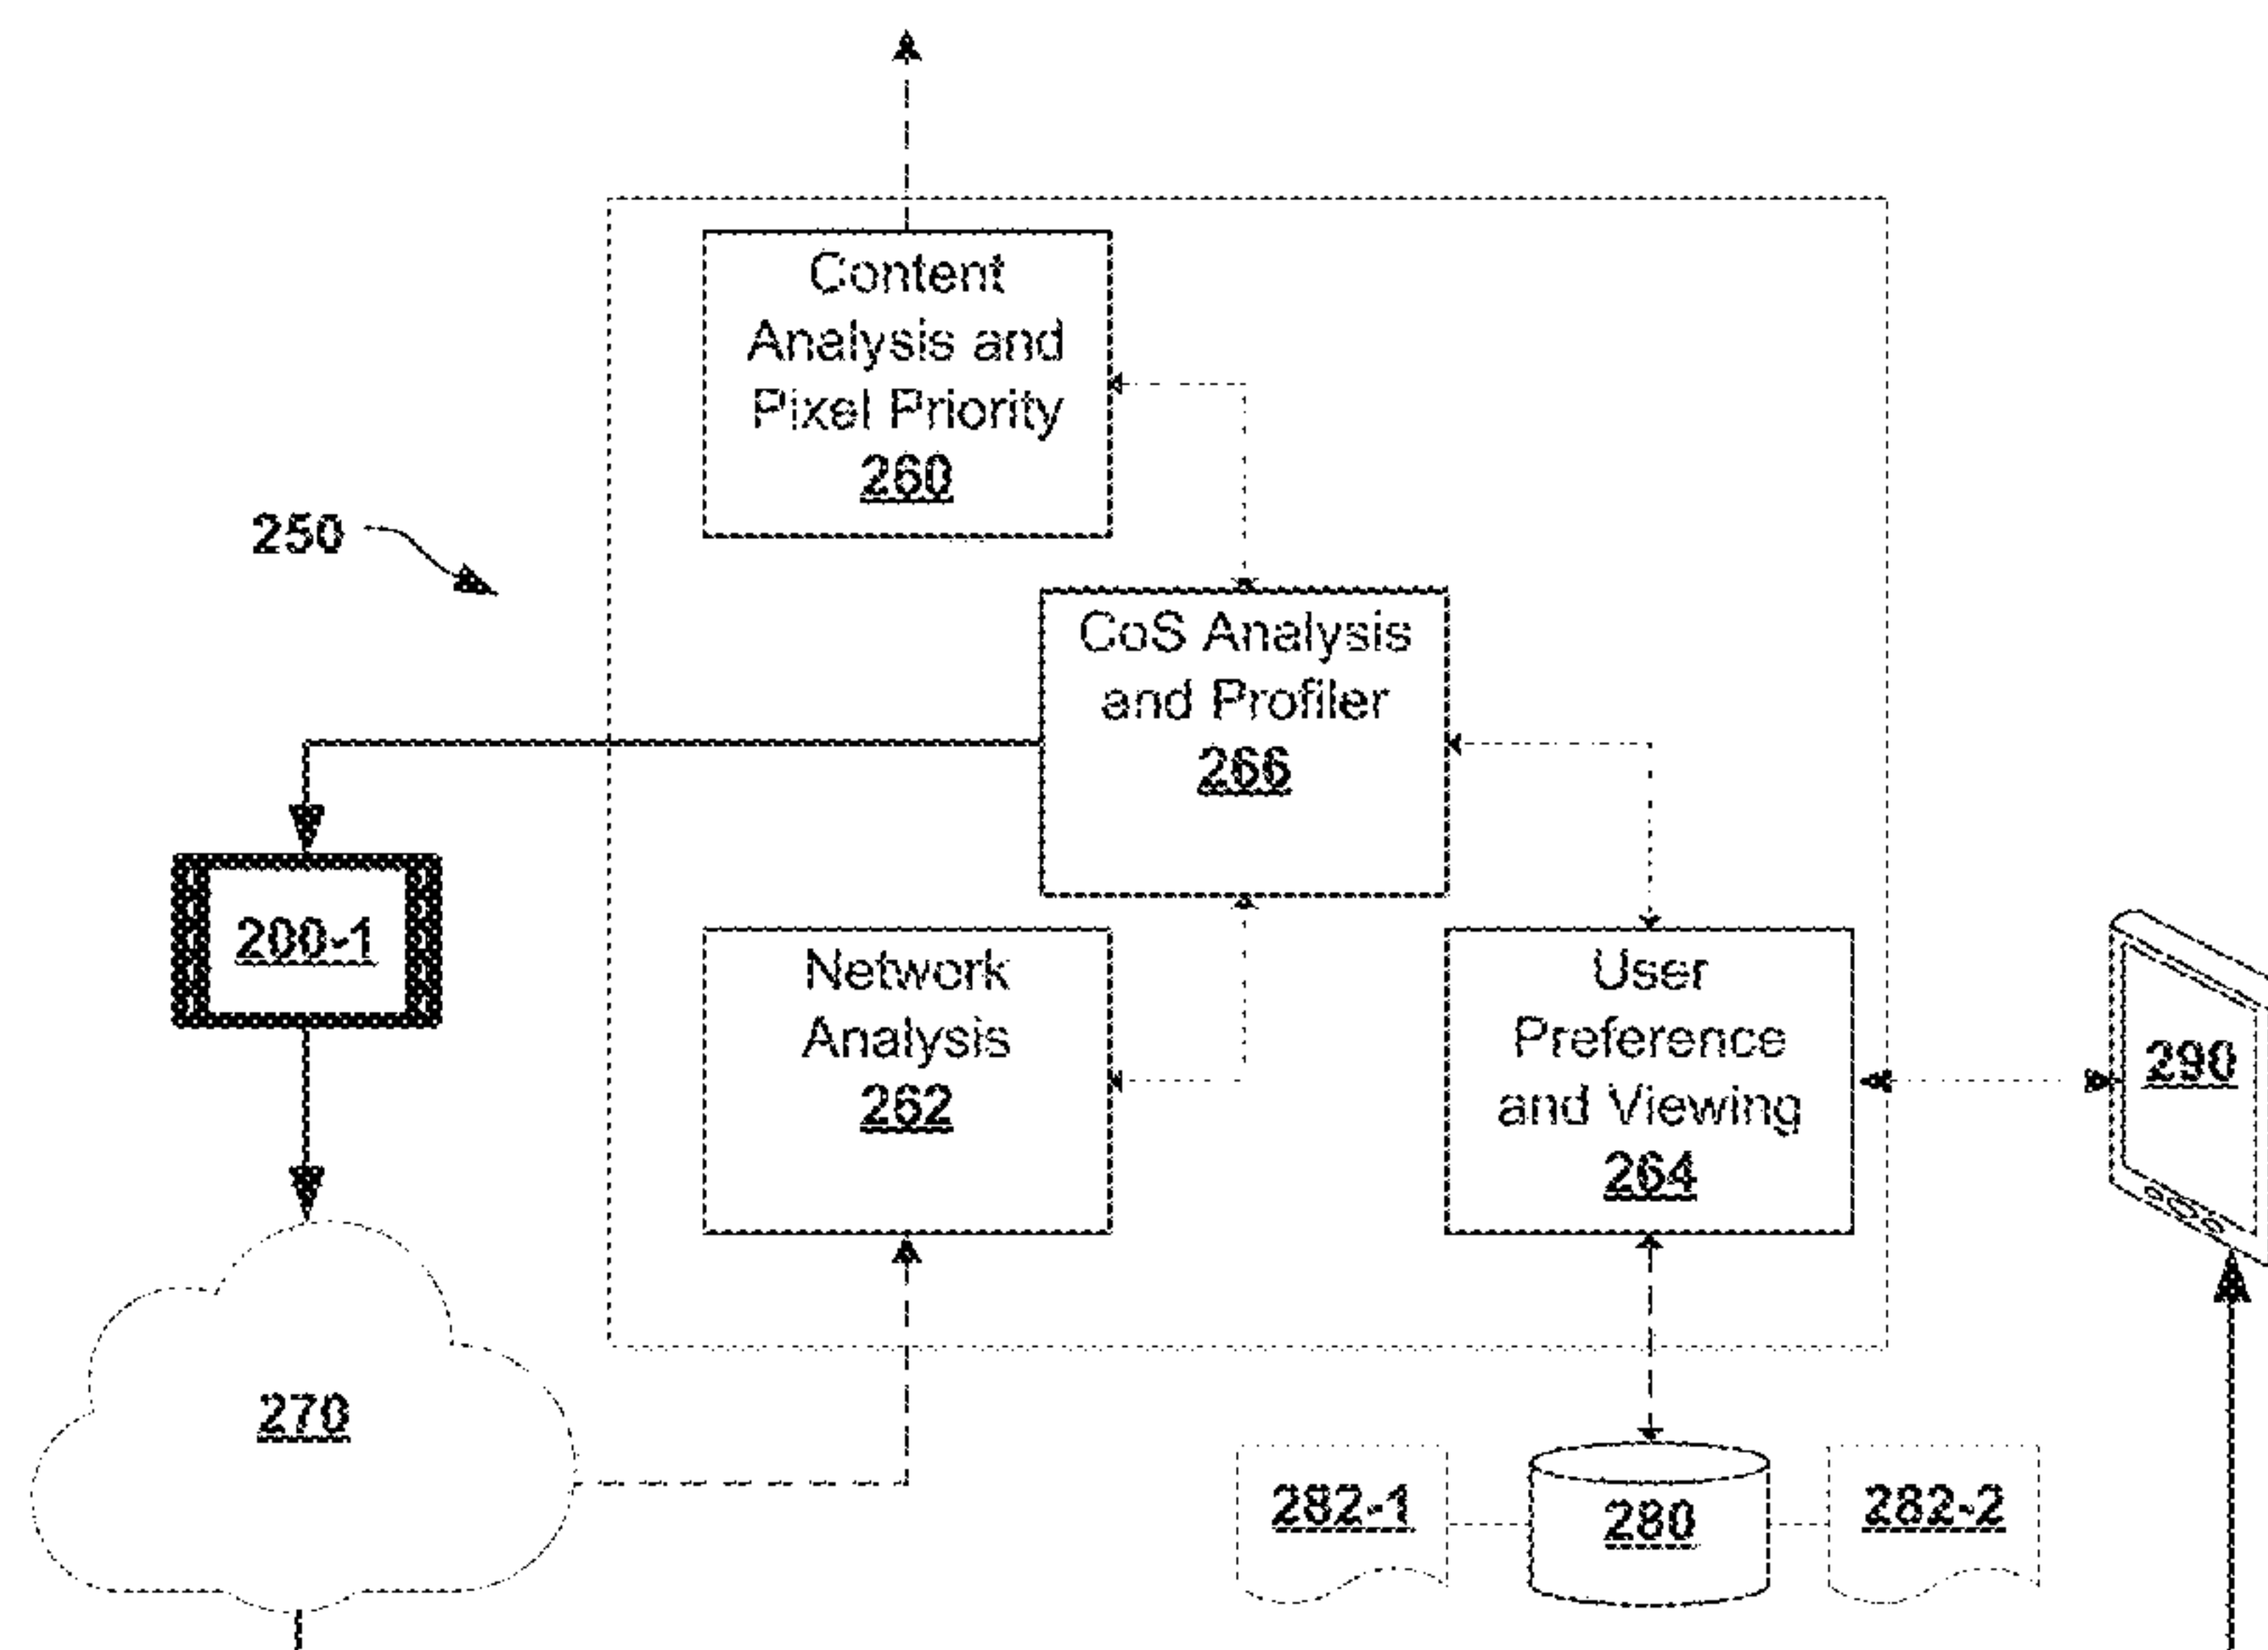 Content
Analysis and
Pixel Priority
260
250
CoS Analysis
and Profiler
266
200-1
Network
Analysis
262
User
Preference
and Viewing
264
290
270
282-1
280
282-2